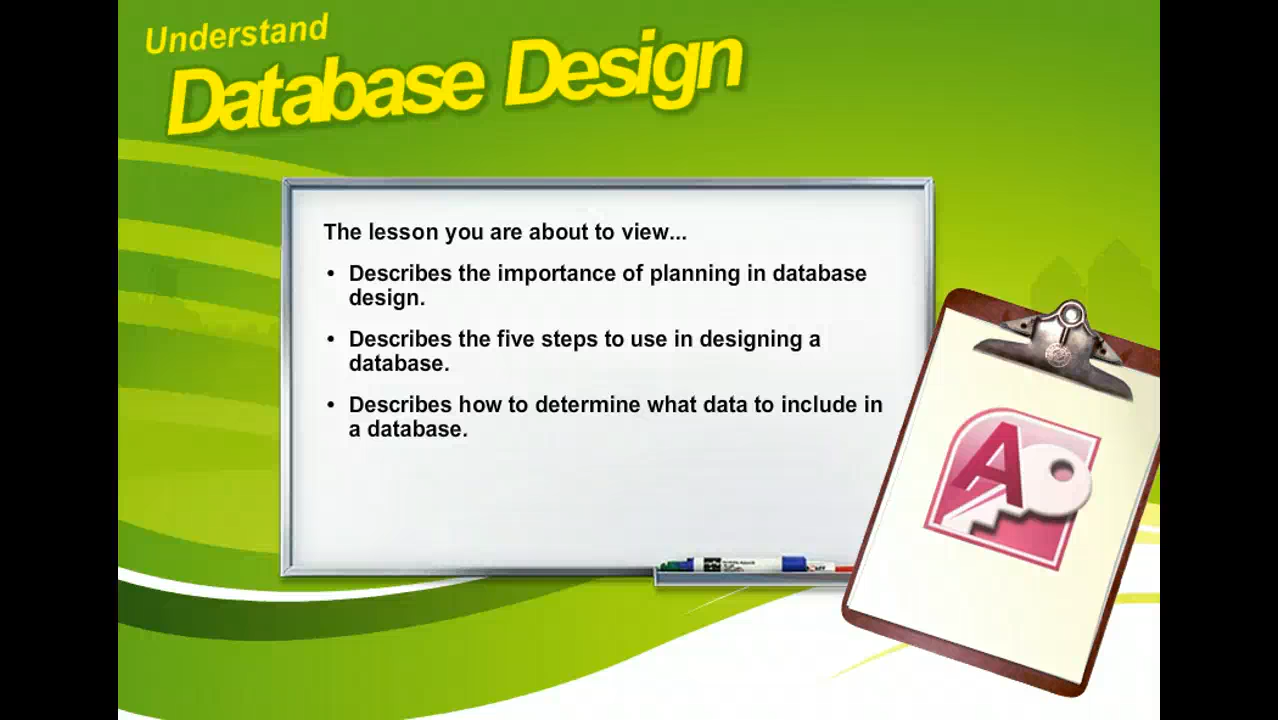 Understand
Database Design
The lesson you are about to view...
• Describes the importance of planning in database
design.
• Describes the five steps to use in designing a
database.
• Describes how to determine what data to include in
a database.
A